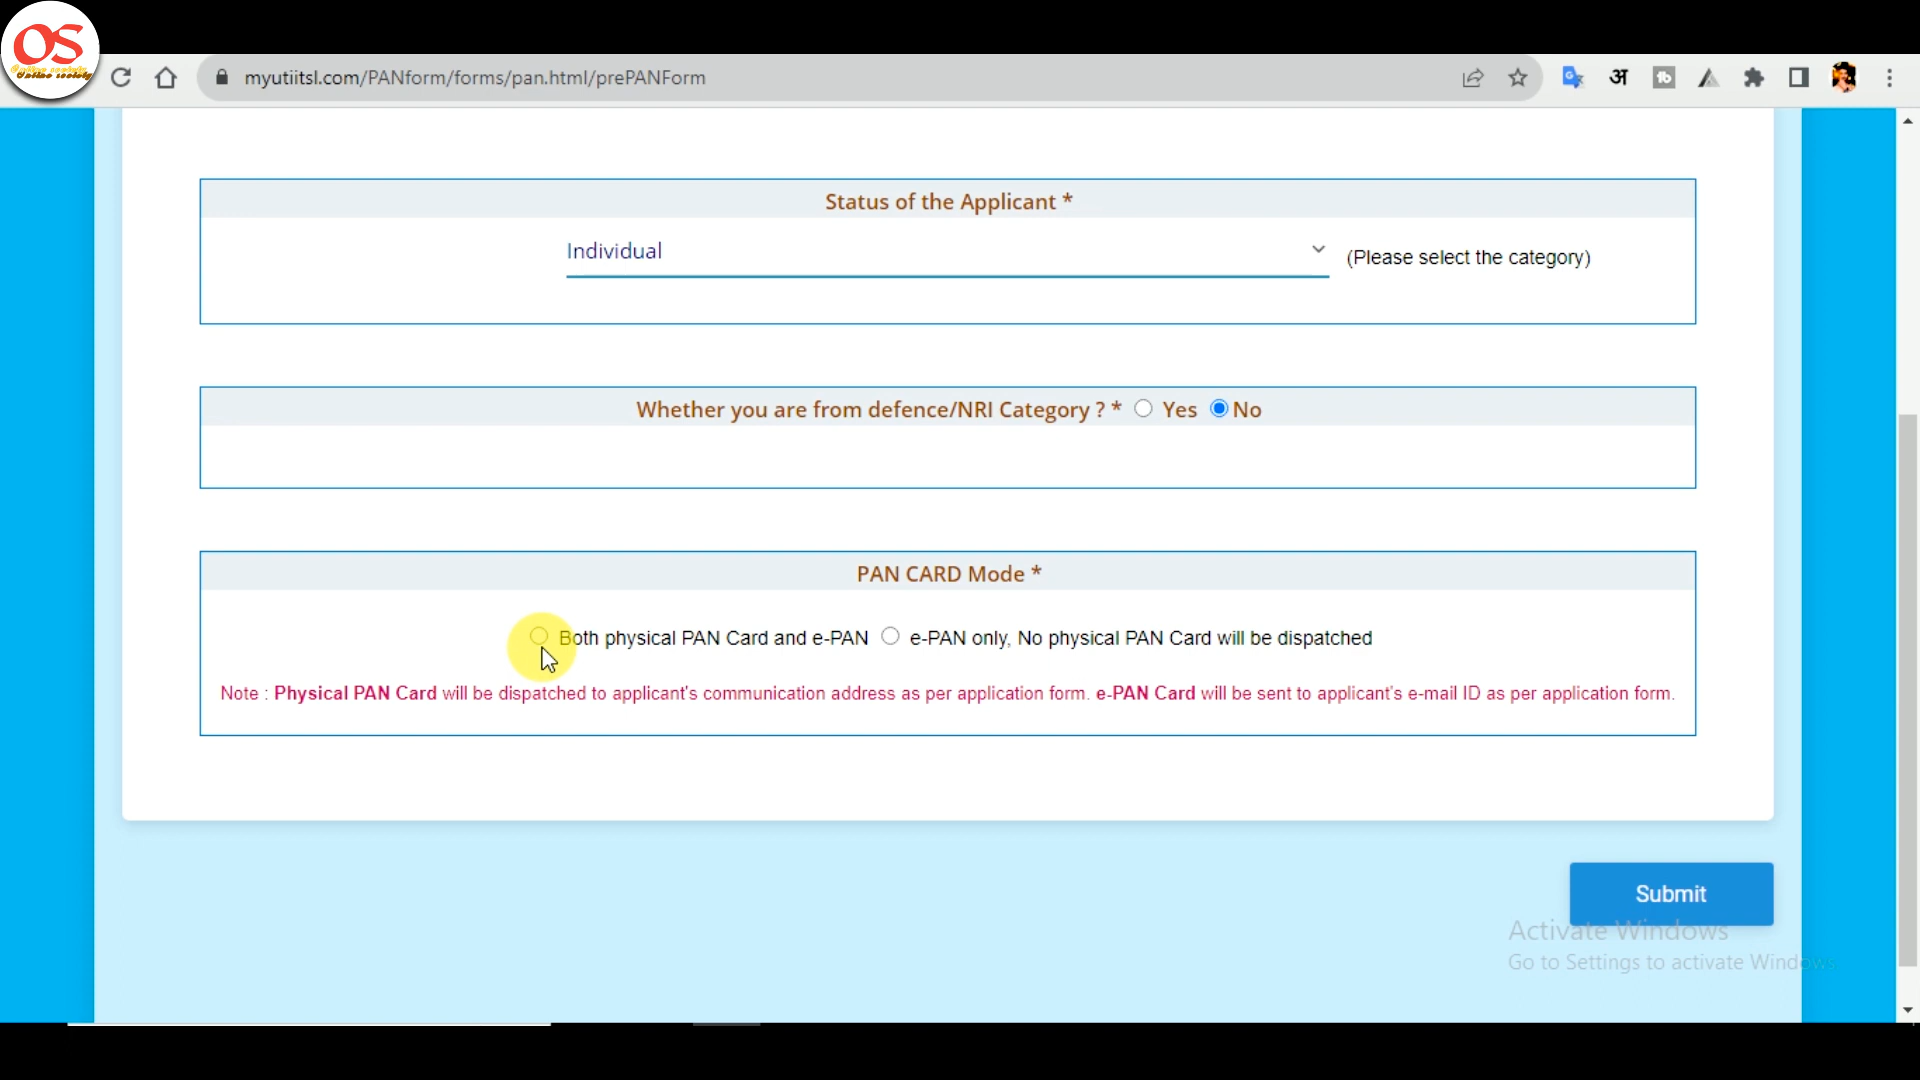 OS
Online society
myutiitsl.com/PANform/forms/pan.html/prePANForm
अ
Status of the Applicant *
Individual
(Please select the category)
Whether you are from defence/NRI Category ? * Yes No
PAN CARD Mode *
Both physical PAN Card and e-PAN e-PAN only, No physical PAN Card will be dispatched
Note : Physical PAN Card will be dispatched to applicant's communication address as per application form. e-PAN Card will be sent to applicant's e-mail ID as per application form.
Submit
Activate Windows
Go to Settings to activate Windows.